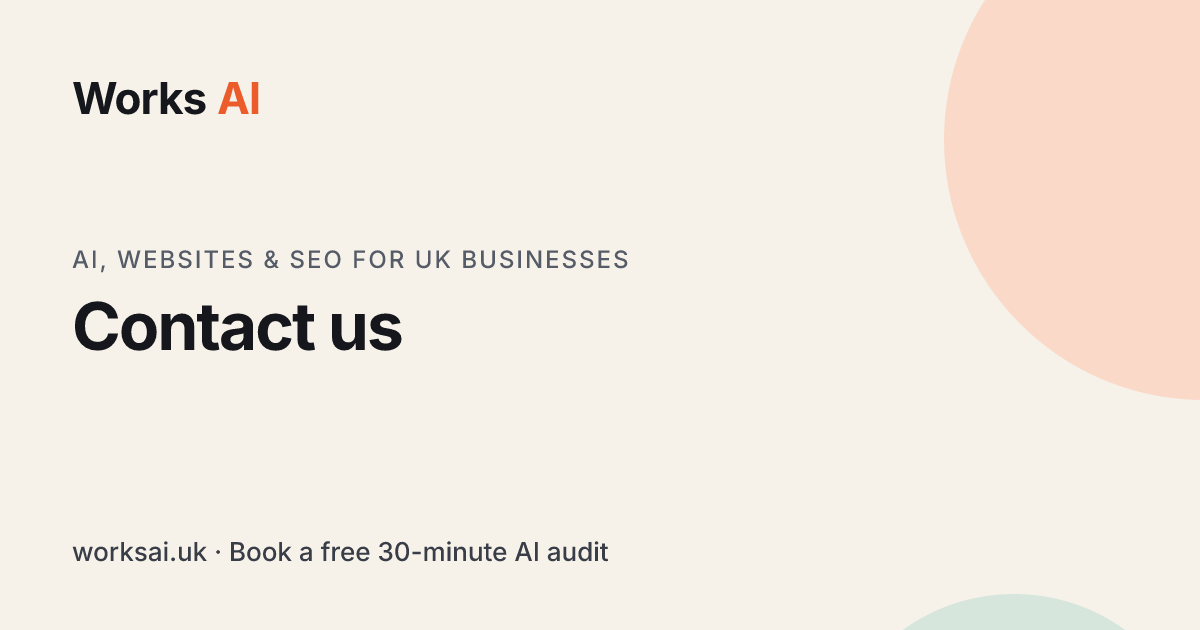 Works AI
AI, WEBSITES & SEO FOR UK BUSINESSES
Contact us
worksai.uk · Book a free 30-minute AI audit